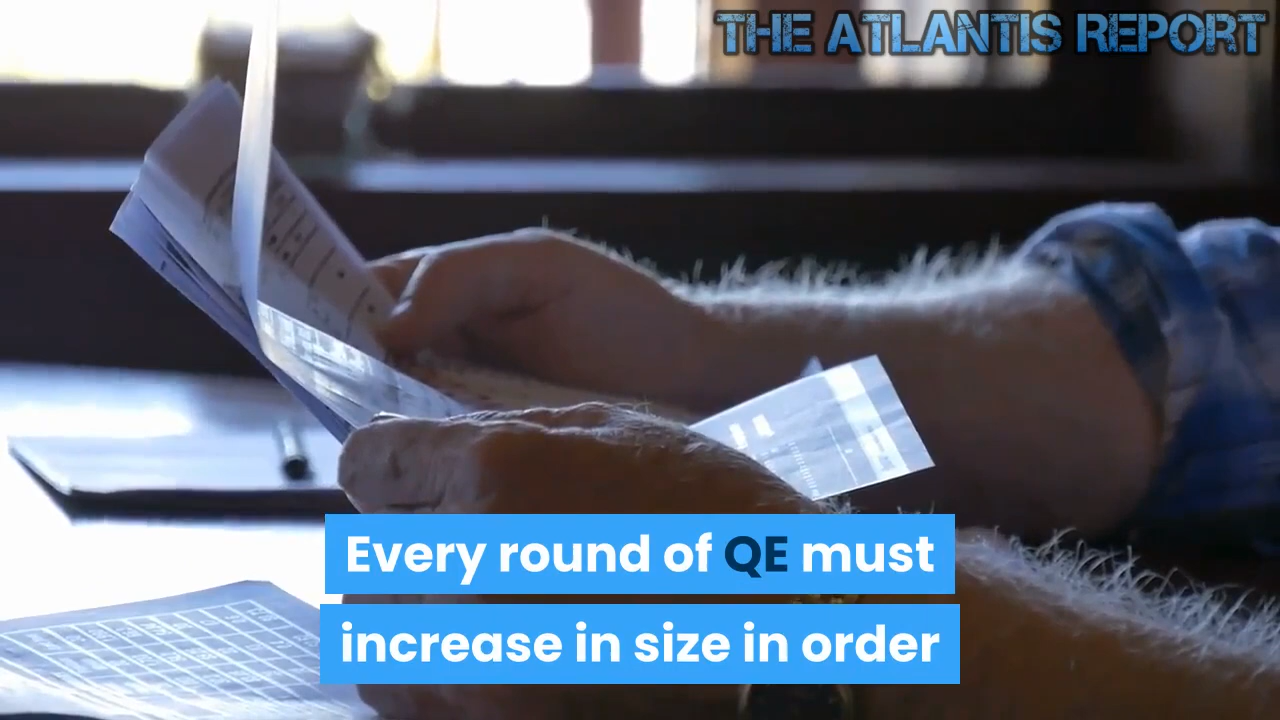 THE ATLANTIS REPORT
Every round of QE must
increase in size in order